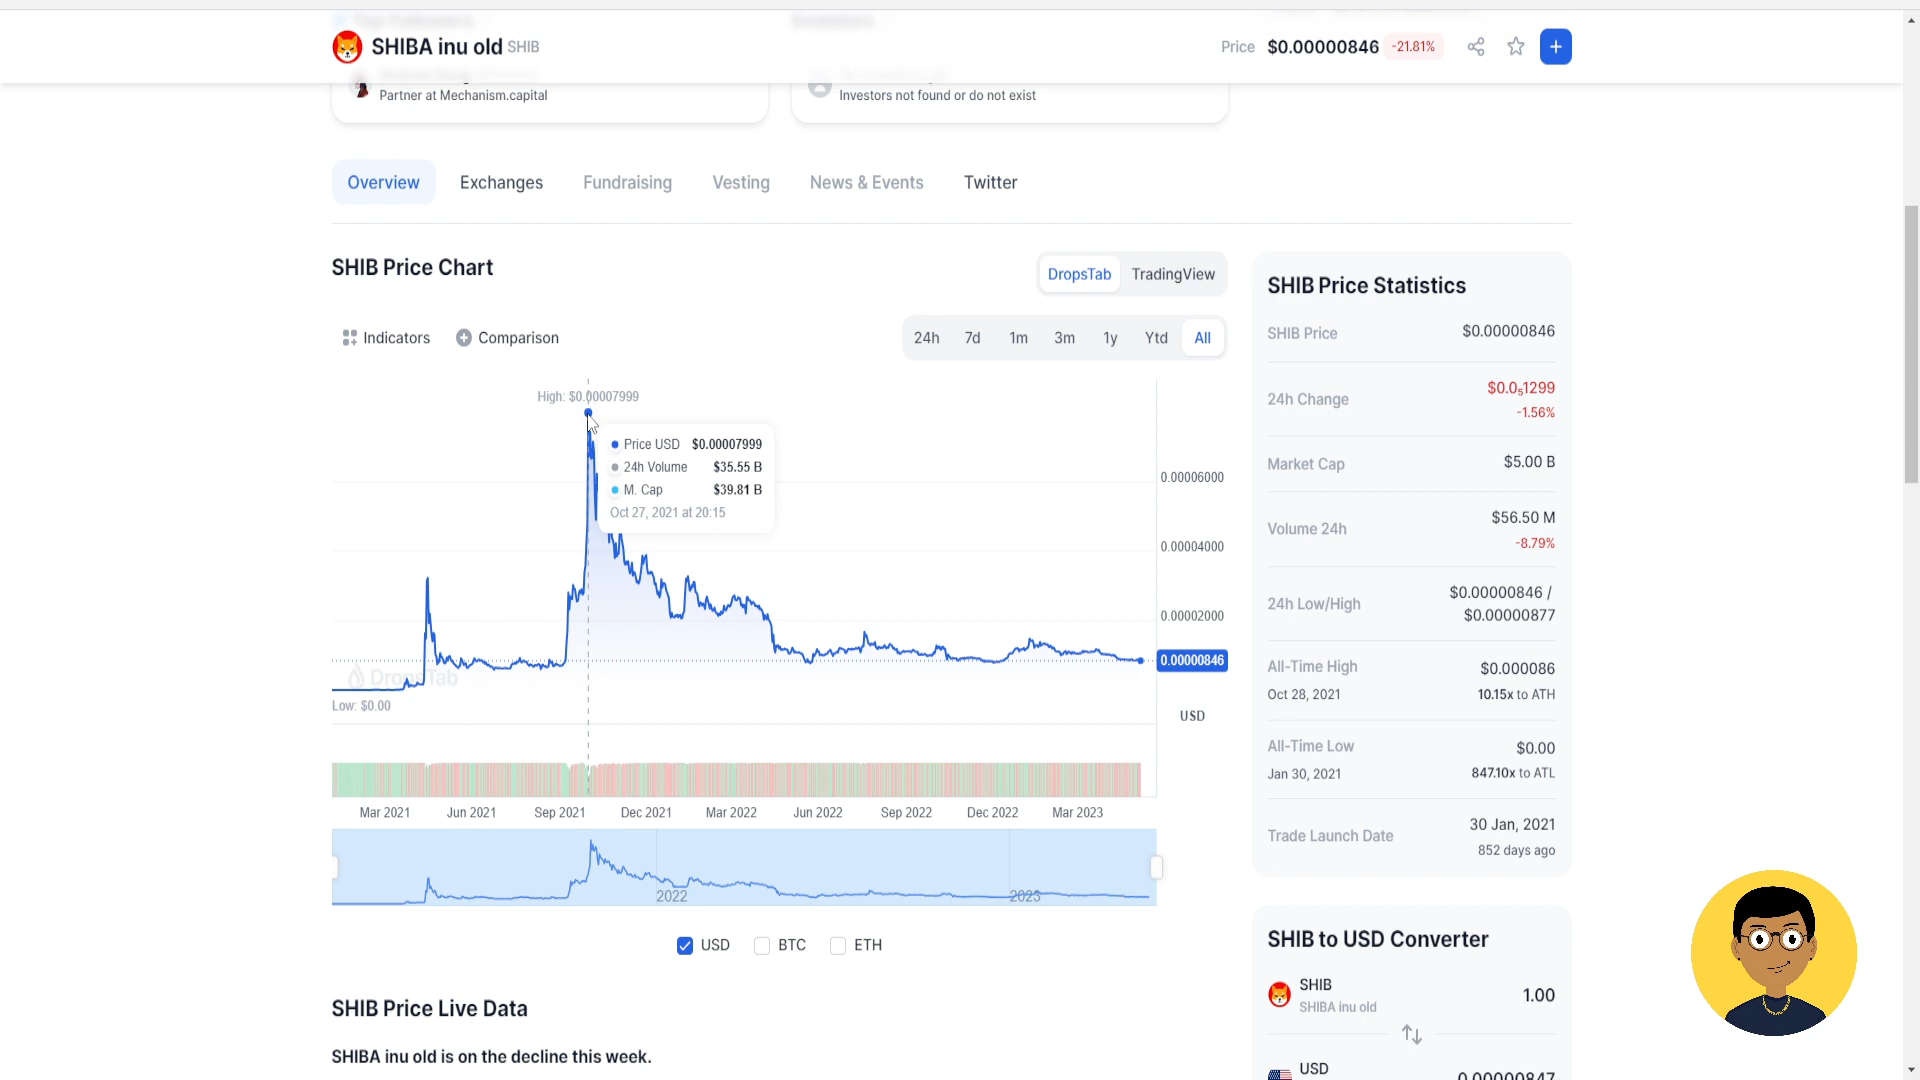 SHIBA inu old SHIB
Price $0.00000846 -21.81%
Partner at Mechanism.capital
Investors not found or do not exist
Overview
Exchanges
Fundraising
Vesting
News & Events
Twitter
SHIB Price Chart
DropsTab
TradingView
Indicators
Comparison
24h
7d
1m
3m
1y
Ytd
All
High: $0.00007999
Price USD $0.00007999
24h Volume $35.55 B
M. Cap $39.81 B
Oct 27, 2021 at 20:15
0.00006000
0.00004000
0.00002000
0.00000846
USD
DropsTab
Low: $0.00
Mar 2021
Jun 2021
Sep 2021
Dec 2021
Mar 2022
Jun 2022
Sep 2022
Dec 2022
Mar 2023
2022
2023
USD
BTC
ETH
SHIB Price Live Data
SHIBA inu old is on the decline this week.
SHIB Price Statistics
SHIB Price $0.00000846
24h Change
$0.0₅1299
-1.56%
Market Cap $5.00 B
Volume 24h
$56.50 M
-8.79%
24h Low/High
$0.00000846 /
$0.00000877
All-Time High $0.000086
Oct 28, 2021 10.15x to ATH
All-Time Low $0.00
Jan 30, 2021 847.10x to ATL
Trade Launch Date
30 Jan, 2021
852 days ago
SHIB to USD Converter
SHIB
SHIBA inu old
1.00
USD
0.00000847